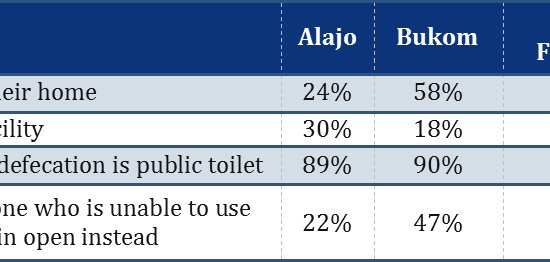 Alajo Bukom
F
eir home 24% 58%
ility 30% 18%
defecation is public toilet 89% 90%
ne who is unable to use
in open instead 22% 47%